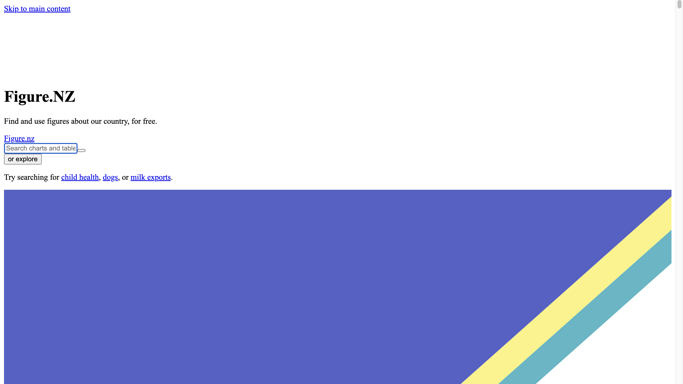 Skip to main content
Figure.NZ
Find and use figures about our country, for free.
Figure.nz
Search charts and table
or explore
Try searching for child health, dogs, or milk exports.